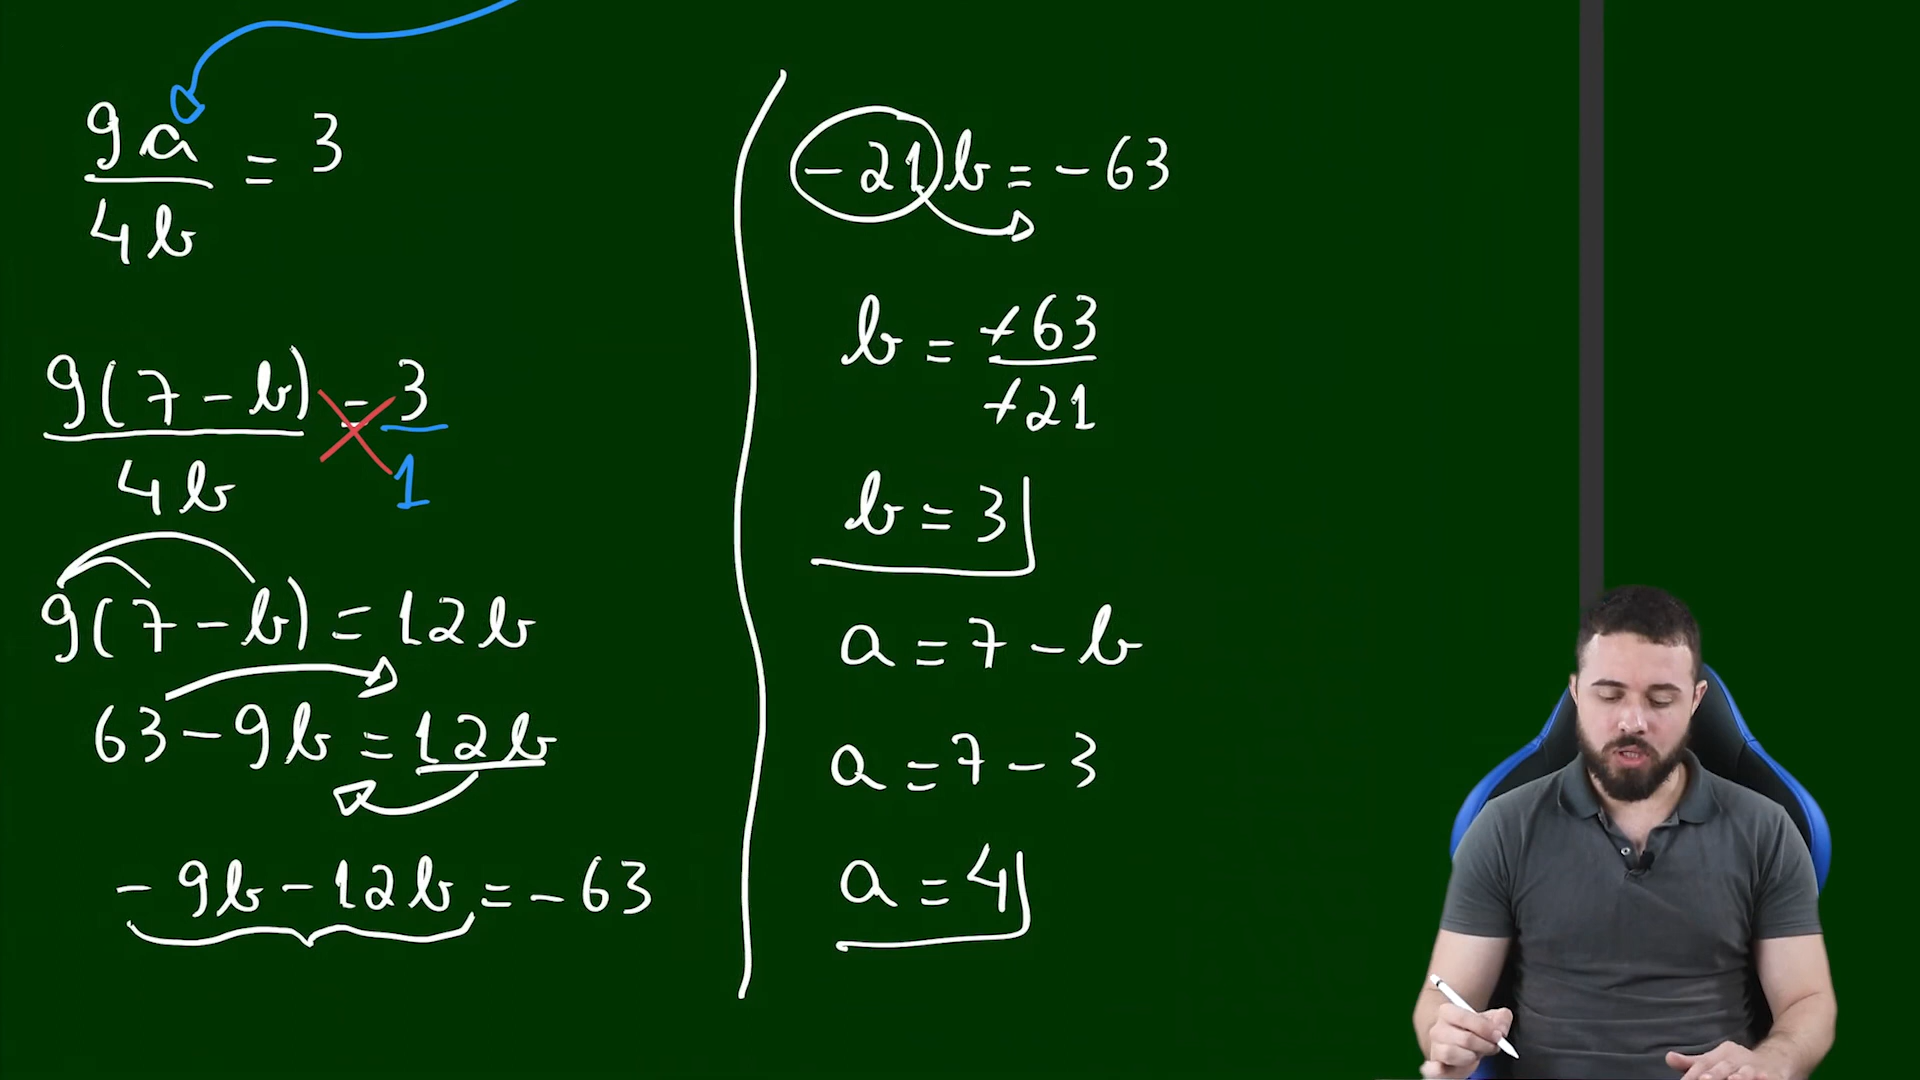 9a/4b = 3
9(7-b)/4b = 3/1
9(7-b) = 12b
63-9b = 12b
-9b-12b = -63
-21b = -63
b = +63/+21
b = 3
a = 7-b
a = 7-3
a = 4